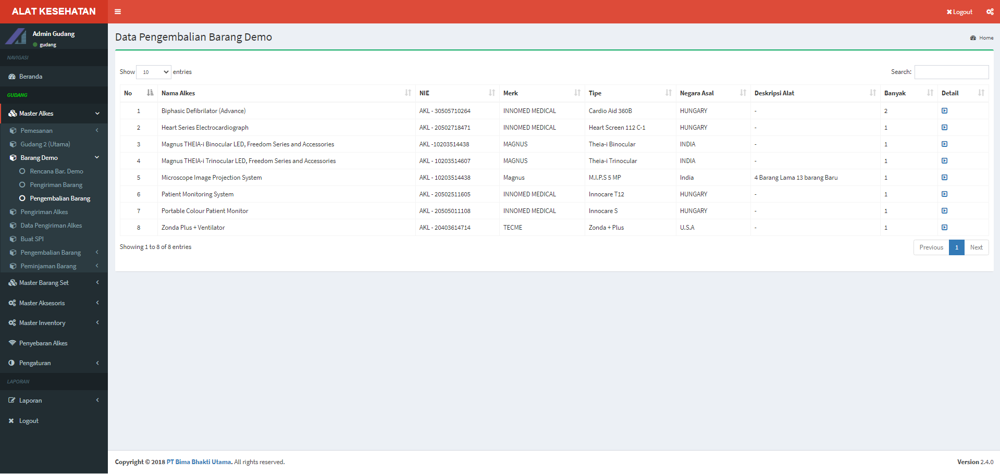 ALAT KESEHATAN
Logout
Admin Gudang
gudang
NAVIGASI
Beranda
GUDANG
Master Alkes
Pemesanan
Gudang 2 (Utama)
Barang Demo
Rencana Bar. Demo
Pengiriman Barang
Pengembalian Barang
Pengiriman Alkes
Data Pengiriman Alkes
Buat SPI
Pengembalian Barang
Peminjaman Barang
Master Barang Set
Master Aksesoris
Master Inventory
Penyebaran Alkes
Pengaturan
LAPORAN
Laporan
Logout
Data Pengembalian Barang Demo
Home
Show 10 entries
Search:
No Nama Alkes NIE Merk Tipe Negara Asal Deskripsi Alat Banyak Detail
1 Biphasic Defibrilator (Advance) AKL - 30505710264 INNOMED MEDICAL Cardio Aid 360B HUNGARY - 2
2 Heart Series Electrocardiograph AKL - 20502718471 INNOMED MEDICAL Heart Screen 112 C-1 HUNGARY - 1
3 Magnus THEIA-i Binocular LED, Freedom Series and Accessories AKL -10203514438 MAGNUS Theia-i Binocular INDIA - 1
4 Magnus THEIA-i Trinocular LED, Freedom Series and Accessories AKL - 10203514607 MAGNUS Theia-i Trinocular INDIA - 1
5 Microscope Image Projection System AKL - 10203514438 Magnus M.I.P.S 5 MP India 4 Barang Lama 13 barang Baru 1
6 Patient Monitoring System AKL - 20502511605 INNOMED MEDICAL Innocare T12 HUNGARY - 1
7 Portable Colour Patient Monitor AKL - 20505011108 INNOMED MEDICAL Innocare S HUNGARY - 1
8 Zonda Plus + Ventilator AKL - 20403614714 TECME Zonda + Plus U.S.A - 1
Showing 1 to 8 of 8 entries
Previous 1 Next
Copyright © 2018 PT Bima Bhakti Utama. All rights reserved.
Version 2.4.0